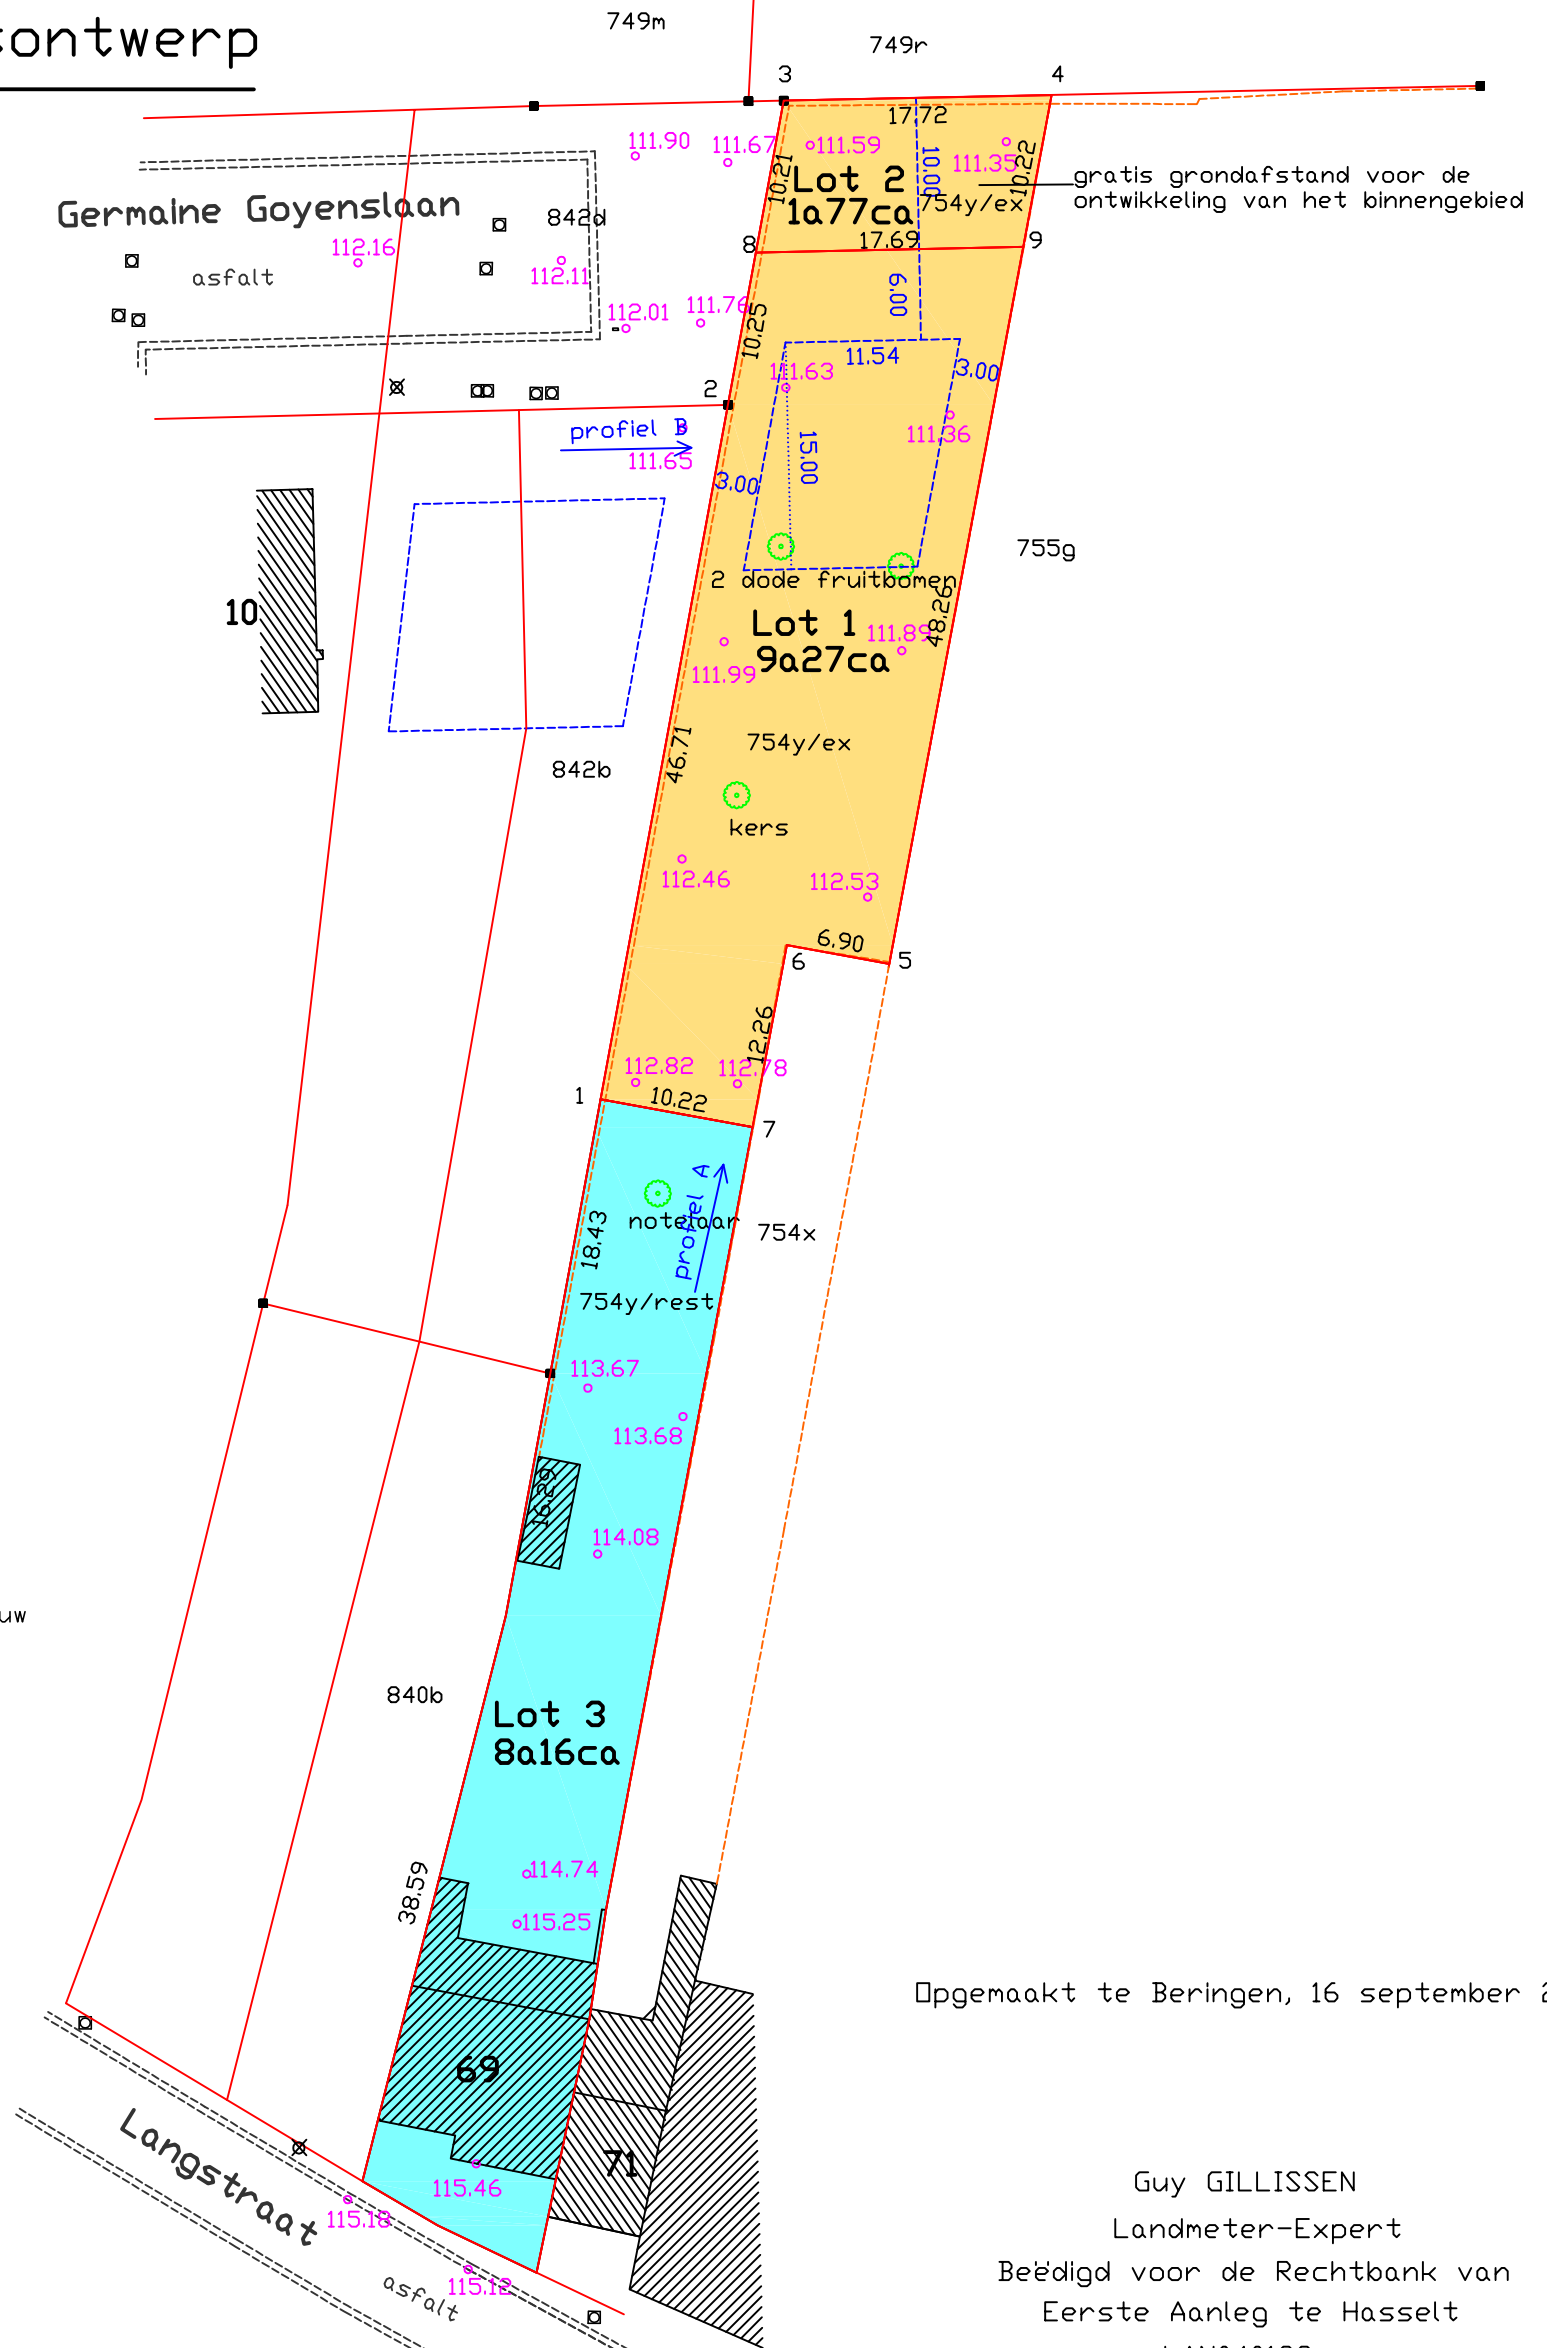 749m
749r
3
4
17.72
111.90
111.67
111.59
111.35
10.21
10.00
10.22
Lot 2
1a77ca
754y/ex
gratis grondafstand voor de
ontwikkeling van het binnengebied
Germaine Goyenslaan
842d
112.16
asfalt
112.11
8
17.69
9
112.01
111.76
10.25
6.00
11.54
3.00
111.63
2
profiel B
111.65
111.36
15.00
3.00
755g
2 dode fruitbomen
10
Lot 1
9a27ca
111.89
48.26
111.99
46.71
754y/ex
842b
kers
112.46
112.53
6.90
6
5
12.26
112.82
112.78
1
10.22
7
profiel A
notelaar
18.43
754x
754y/rest
113.67
113.68
16.29
114.08
uw
840b
Lot 3
8a16ca
114.74
38.59
115.25
Opgemaakt te Beringen, 16 september
69
71
Langstraat
115.46
115.18
115.12
asfalt
Guy GILLISSEN
Landmeter-Expert
Beëdigd voor de Rechtbank van
Eerste Aanleg te Hasselt